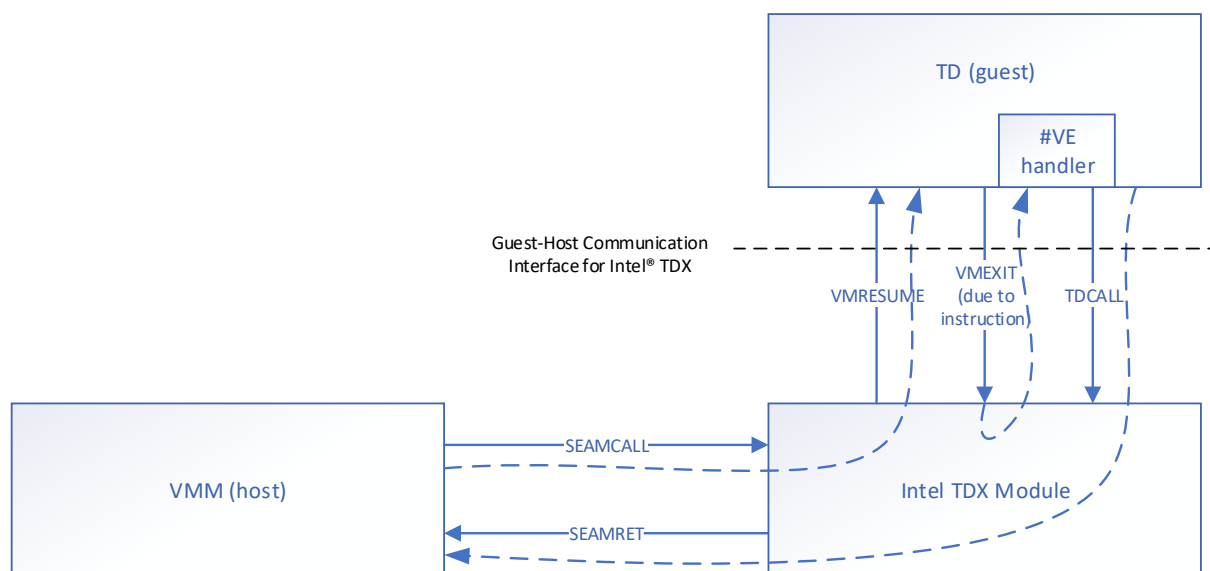 TD (guest)
#VE
handler
Guest-Host Communication
Interface for Intel® TDX
VMRESUME
VMEXIT
(due to
instruction)
TDCALL
SEAMCALL
VMM (host)
Intel TDX Module
SEAMRET